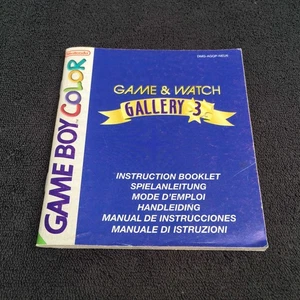 Nintendo
GAME BOY COLOR
GAME & WATCH
GALLERY 3
INSTRUCTION BOOKLET
SPIELANLEITUNG
MODE D'EMPLOI
HANDLEIDING
MANUAL DE INSTRUCCIONES
MANUALE DI ISTRUZIONI